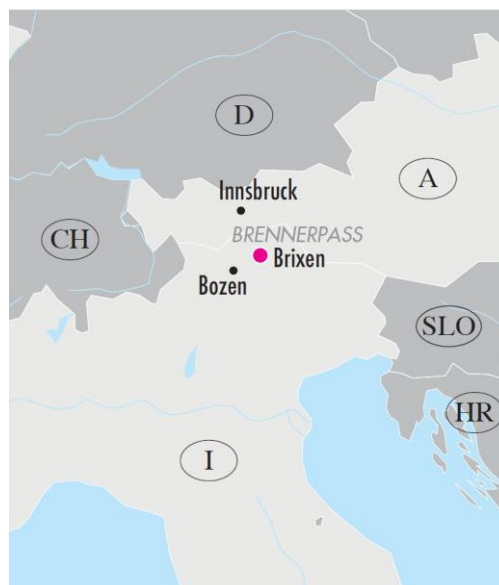 D
A
Innsbruck
CH
BRENNERPASS
Brixen
Bozen
SLO
HR
I